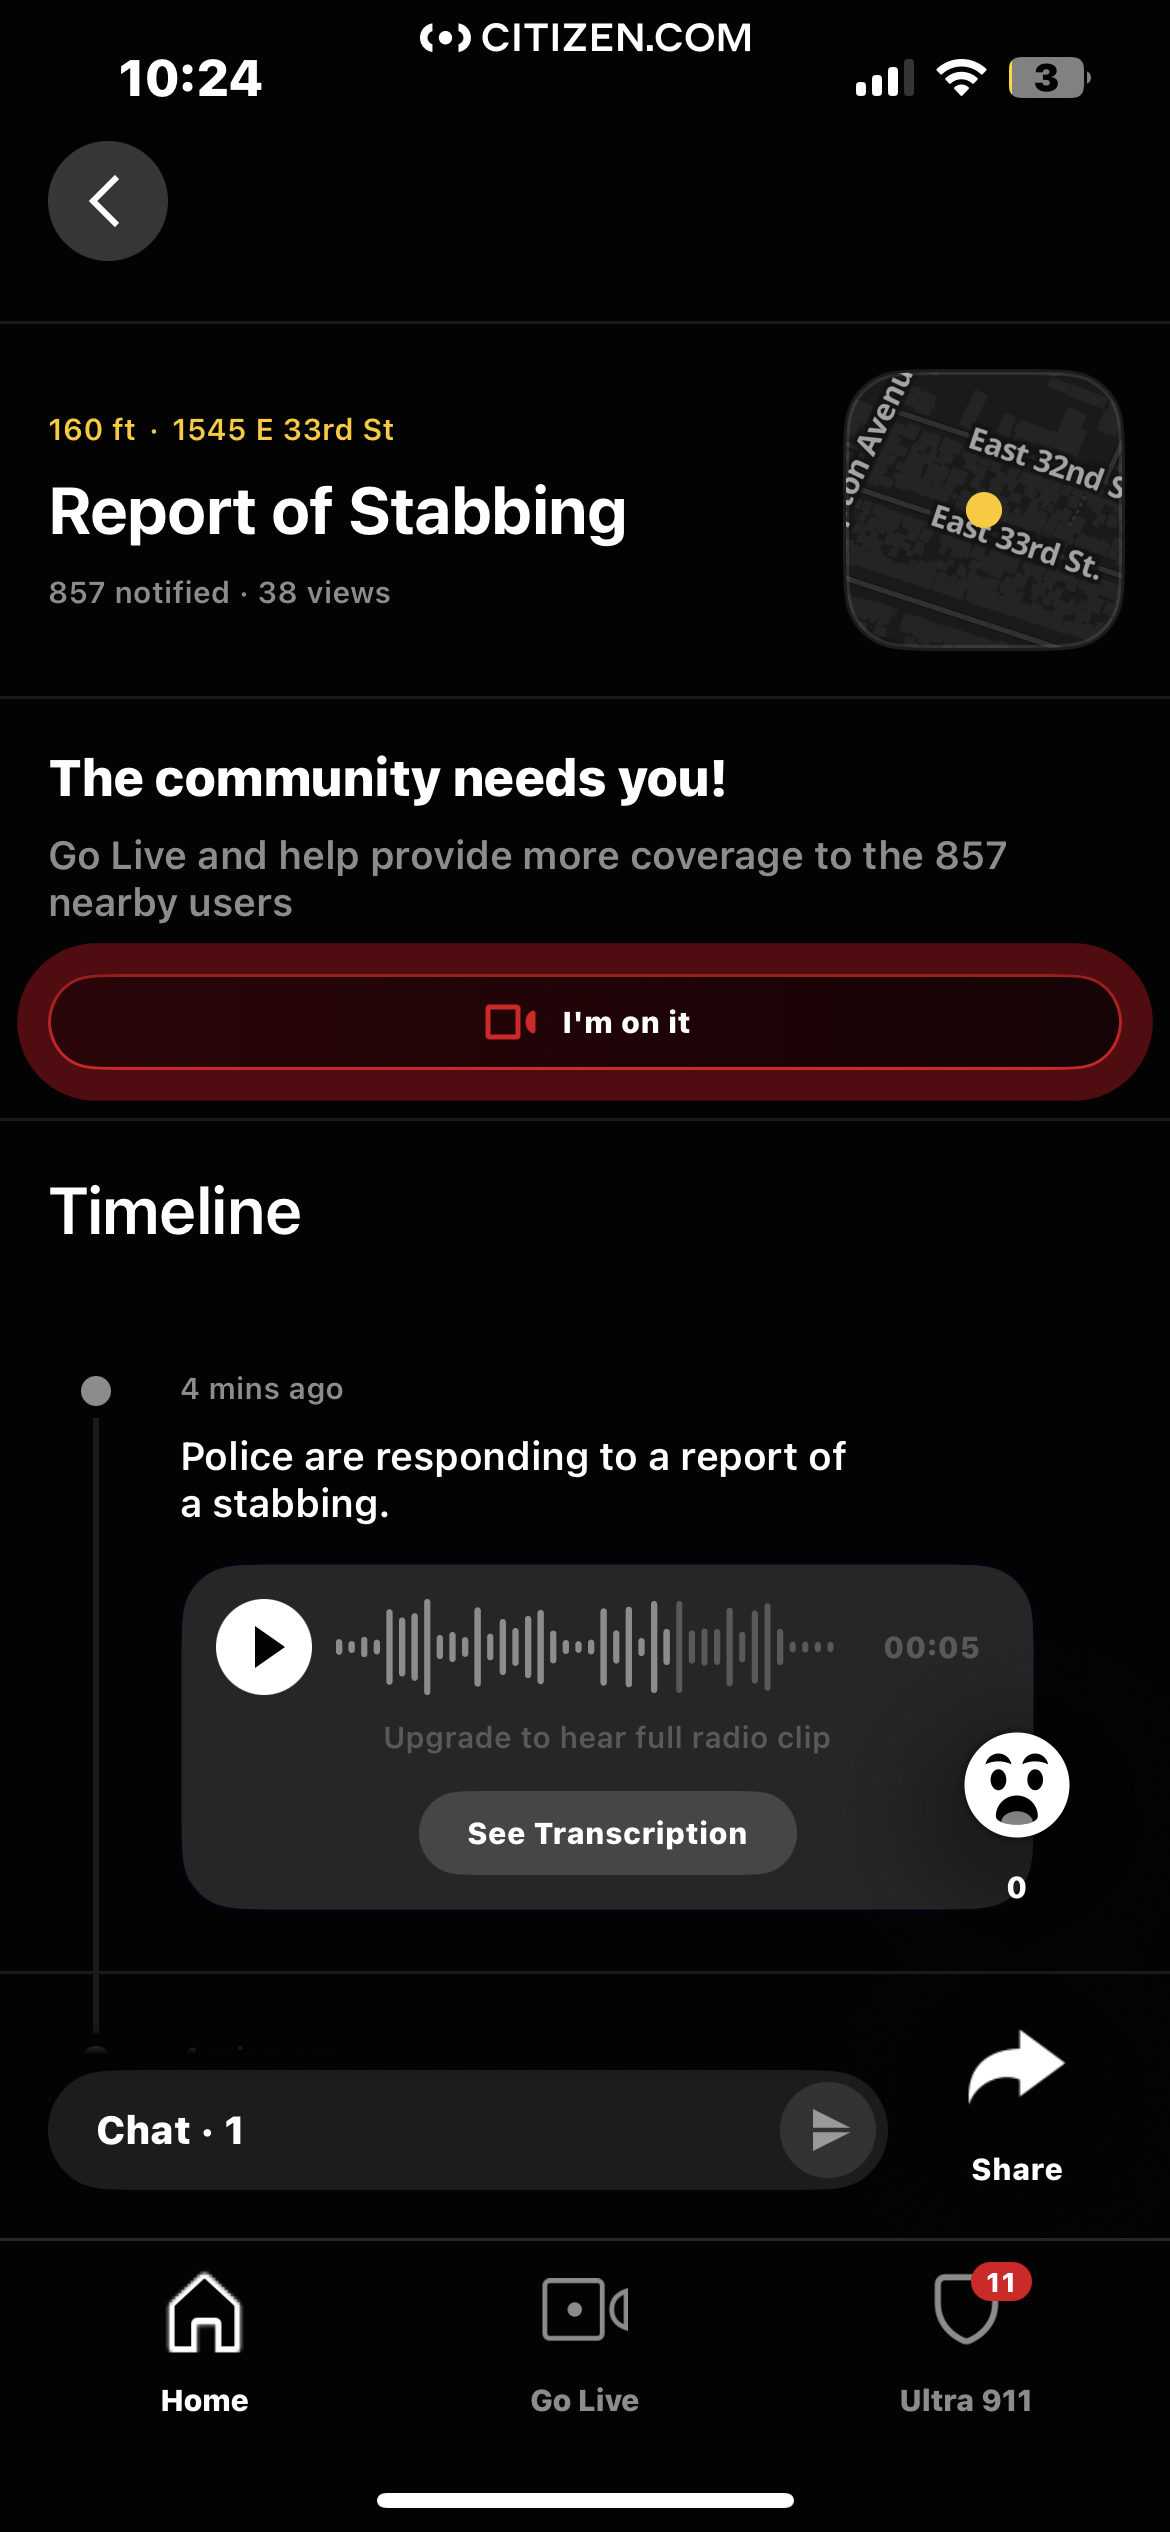 CITIZEN.COM
10:24
3
160 ft · 1545 E 33rd St
Report of Stabbing
857 notified · 38 views
East 32nd
East 33rd St.
The community needs you!
Go Live and help provide more coverage to the 857
nearby users
I'm on it
Timeline
4 mins ago
Police are responding to a report of
a stabbing.
00:05
Upgrade to hear full radio clip
See Transcription
0
Chat · 1
Share
11
Home
Go Live
Ultra 911